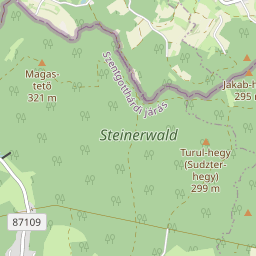 Magas-
tető
321 m
Szentgotthárdi járás
Jakab-h
295 m
Steinerwald
Turul-hegy
(Sudzter-
hegy)
299 m
87109